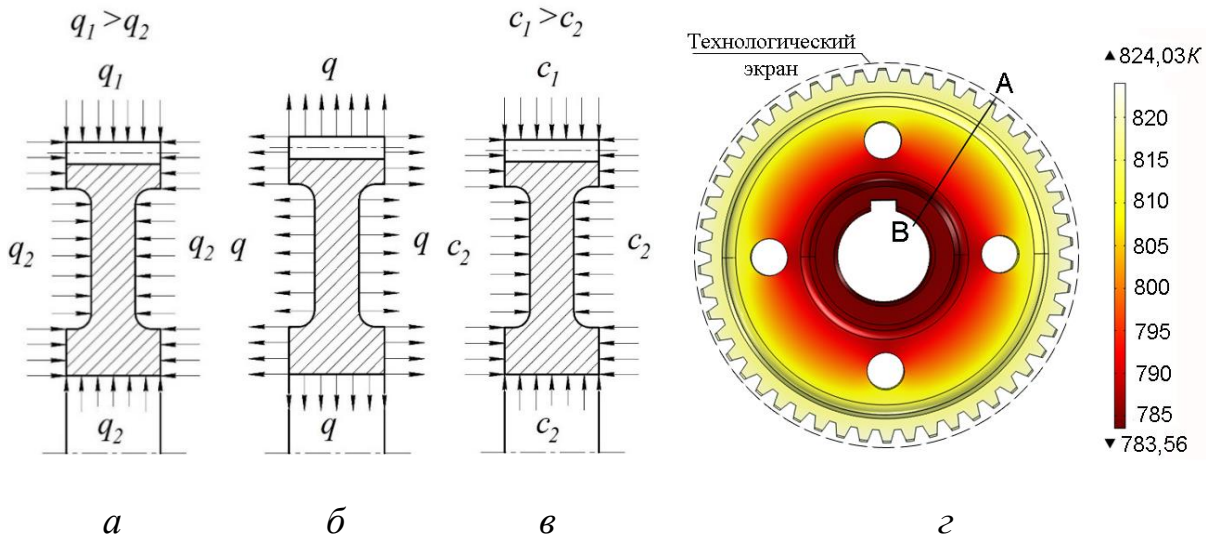 q₁>q₂
q₁
q₂
q₂
q₂
а
q
q
q
q
б
c₁>c₂
c₁
c₂
c₂
c₂
в
Технологический
экран
A
B
▲ 824,03K
820
815
810
805
800
795
790
785
▼ 783,56
г